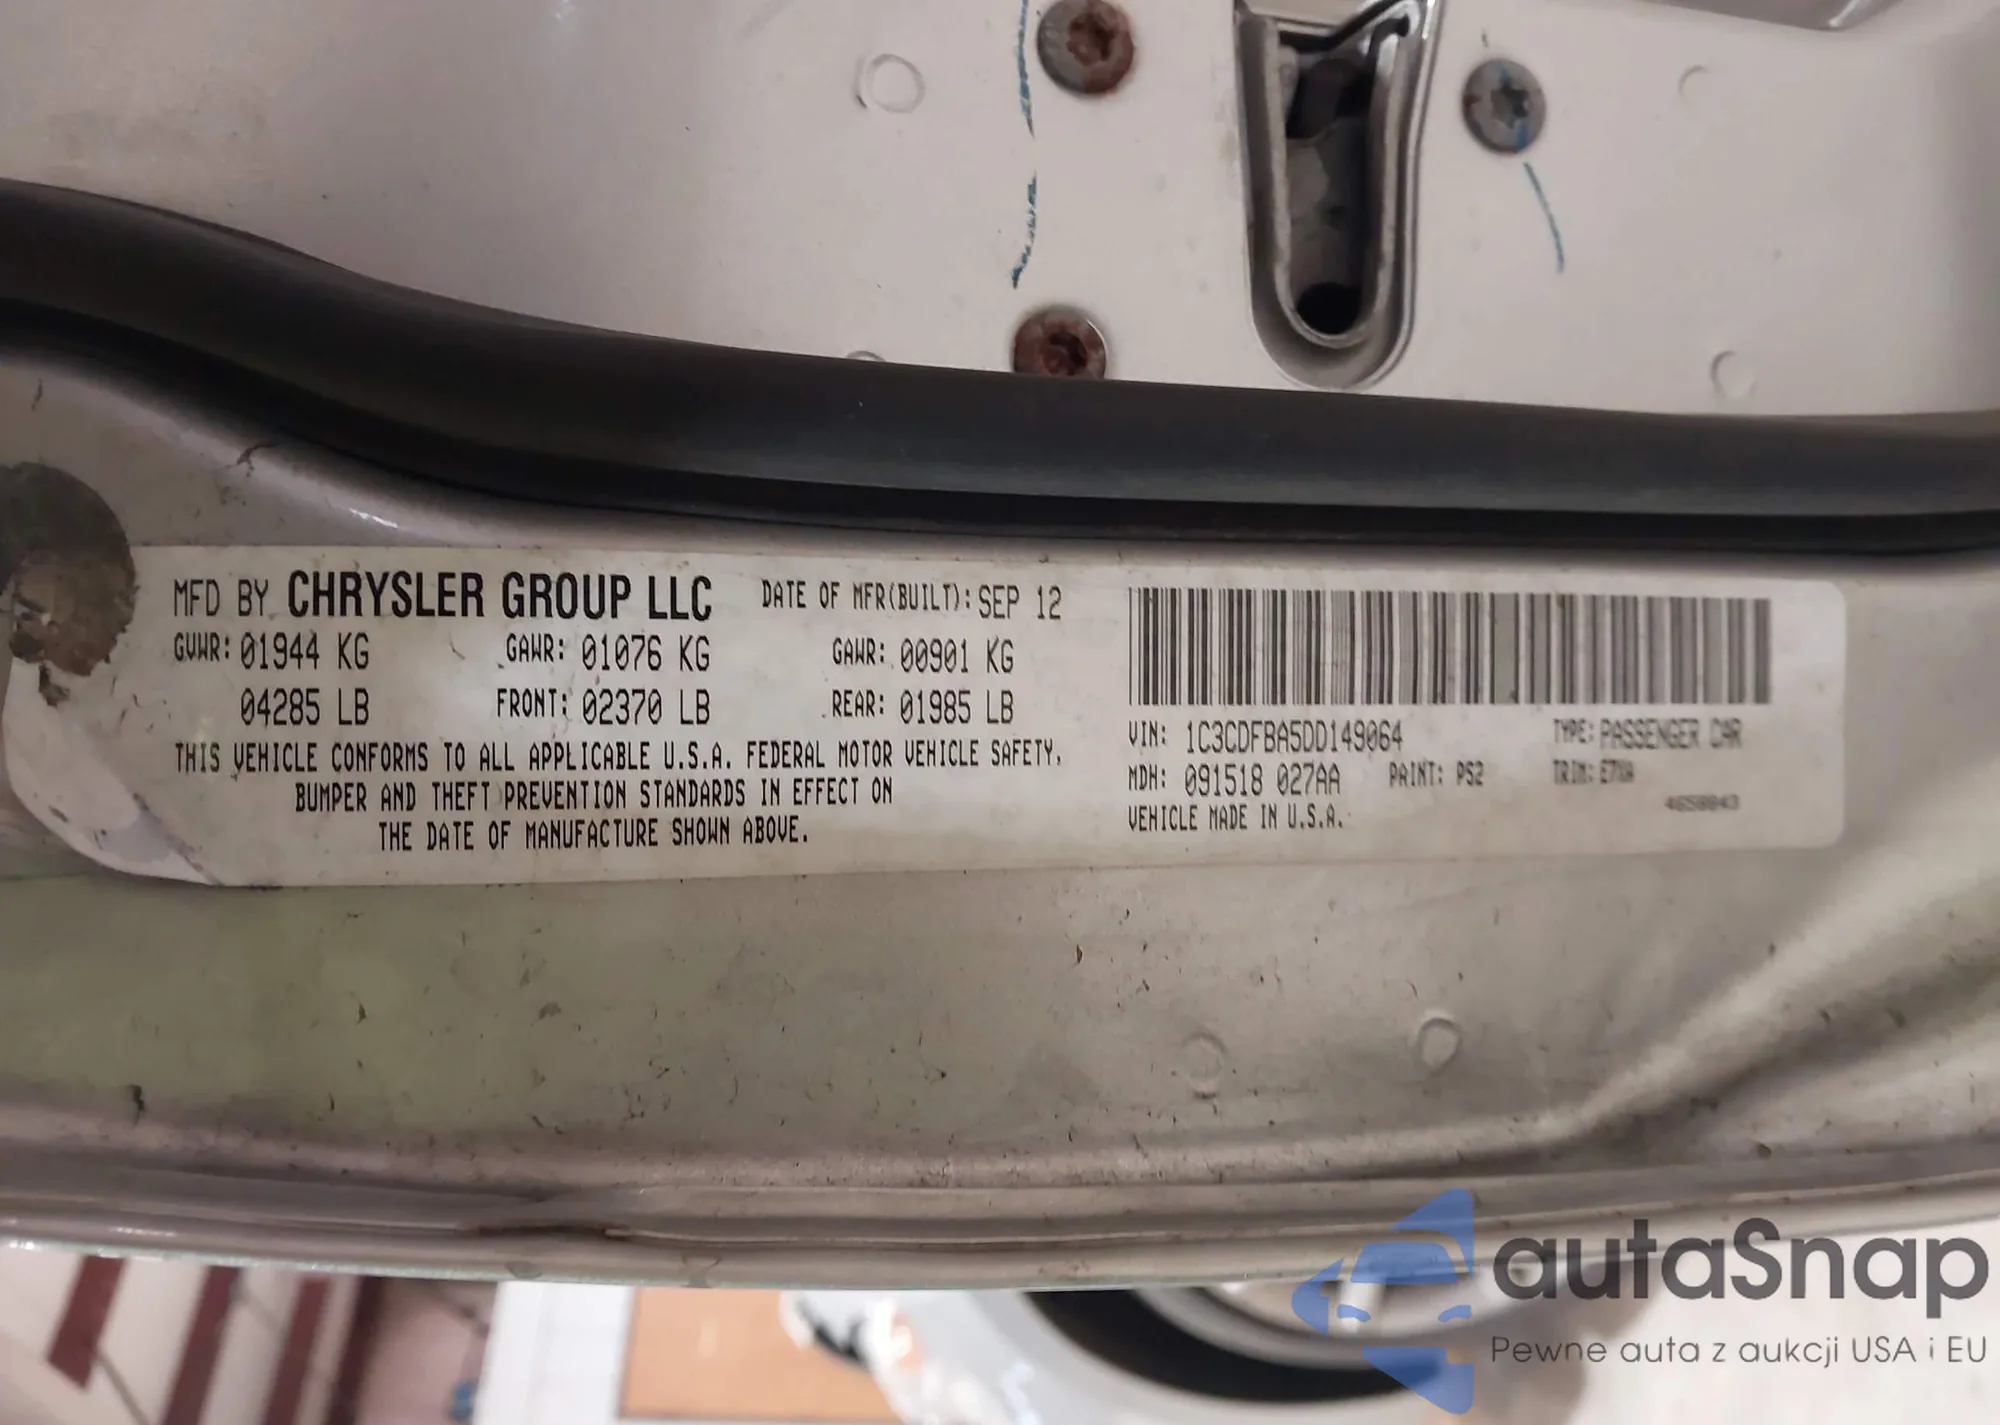 MFD BY CHRYSLER GROUP LLC DATE OF MFR(BUILT): SEP 12
GVWR: 01944 KG GAWR: 01076 KG GAWR: 00901 KG
04285 LB FRONT: 02370 LB REAR: 01985 LB
THIS VEHICLE CONFORMS TO ALL APPLICABLE U.S.A. FEDERAL MOTOR VEHICLE SAFETY,
BUMPER AND THEFT PREVENTION STANDARDS IN EFFECT ON
THE DATE OF MANUFACTURE SHOWN ABOVE.
VIN: 1C3CDFBA5DD149064 TYPE: PASSENGER CAR
MDH: 091518 027AA PAINT: PS2 TRIM:
VEHICLE MADE IN U.S.A.
autaSnap
Pewne auta z aukcji USA i EU